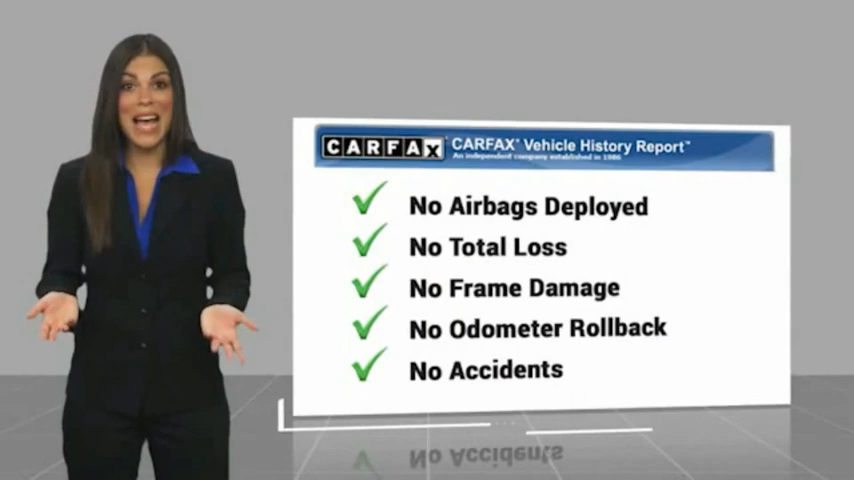 CARFAX
CARFAX™ Vehicle History Report™
An independent company established in 1986
No Airbags Deployed
No Total Loss
No Frame Damage
No Odometer Rollback
No Accidents
No Accidents